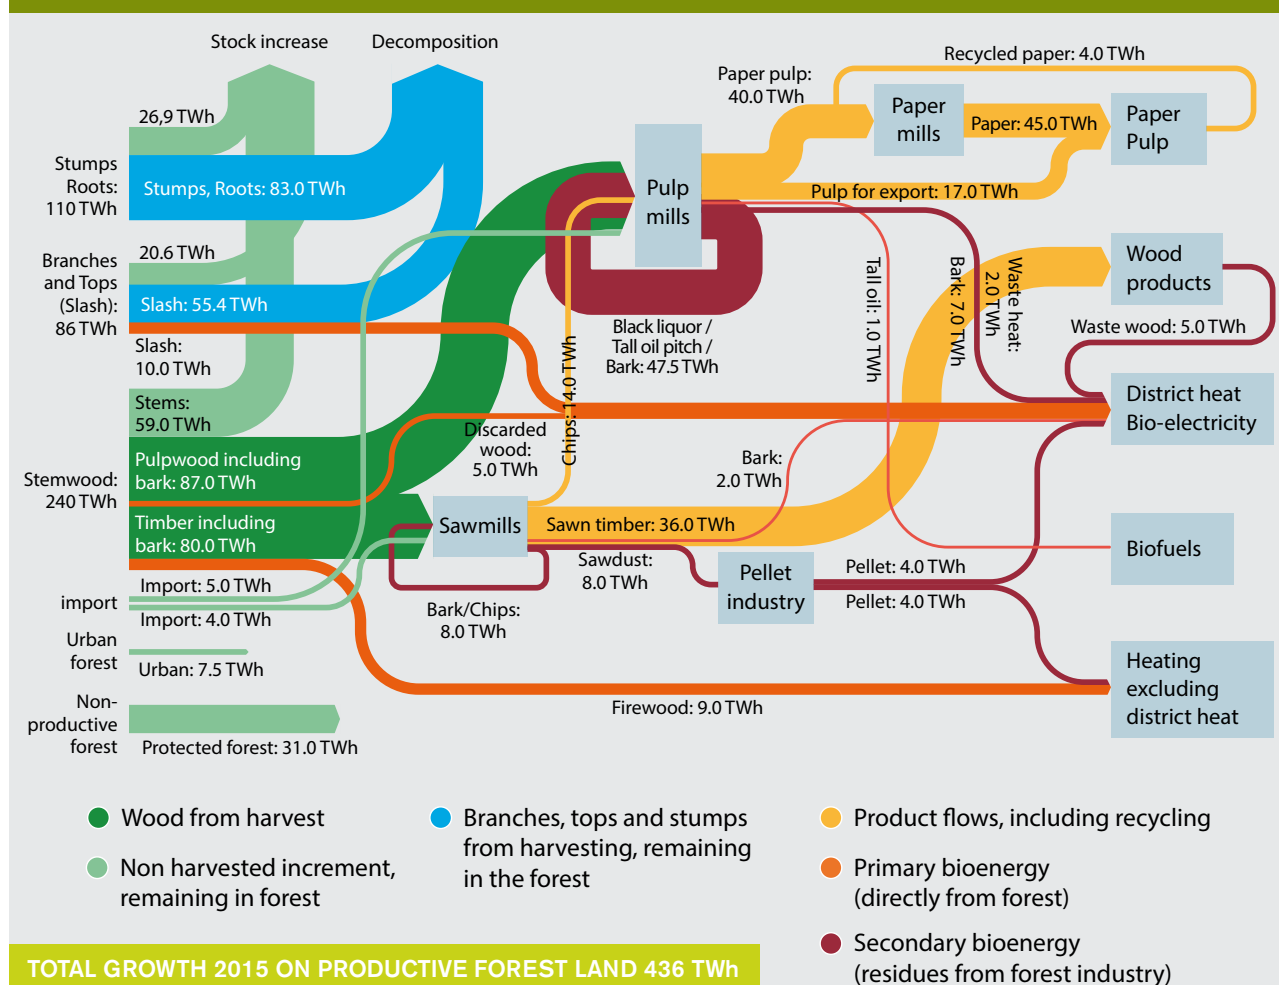 Stock increase
Decomposition
26,9 TWh
Stumps
Roots:
110 TWh
Stumps, Roots: 83.0 TWh
20.6 TWh
Branches
and Tops
(Slash):
86 TWh
Slash: 55.4 TWh
Slash:
10.0 TWh
Stems:
59.0 TWh
Stemwood:
240 TWh
Pulpwood including
bark: 87.0 TWh
Timber including
bark: 80.0 TWh
import
Import: 5.0 TWh
Import: 4.0 TWh
Urban
forest
Urban: 7.5 TWh
Non-
productive
forest
Protected forest: 31.0 TWh
Discarded
wood:
5.0 TWh
Chips: 14.0 TWh
Sawmills
Bark/Chips:
8.0 TWh
Pulp
mills
Black liquor /
Tall oil pitch /
Bark: 47.5 TWh
Paper pulp:
40.0 TWh
Recycled paper: 4.0 TWh
Paper
mills
Paper: 45.0 TWh
Paper
Pulp
Pulp for export: 17.0 TWh
Tall oil: 1.0 TWh
Bark: 7.0 TWh
Waste heat:
2.0 TWh
Wood
products
Waste wood: 5.0 TWh
District heat
Bio-electricity
Bark:
2.0 TWh
Sawn timber: 36.0 TWh
Sawdust:
8.0 TWh
Pellet
industry
Pellet: 4.0 TWh
Pellet: 4.0 TWh
Biofuels
Heating
excluding
district heat
Firewood: 9.0 TWh
Wood from harvest
Non harvested increment,
remaining in forest
Branches, tops and stumps
from harvesting, remaining
in the forest
Product flows, including recycling
Primary bioenergy
(directly from forest)
Secondary bioenergy
(residues from forest industry)
TOTAL GROWTH 2015 ON PRODUCTIVE FOREST LAND 436 TWh